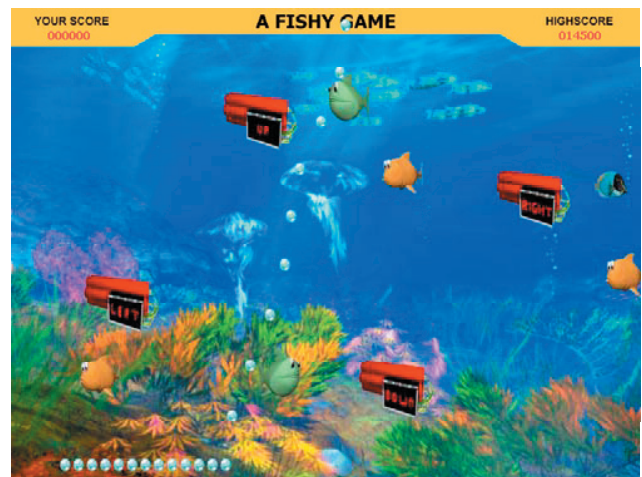 YOUR SCORE
000000
A FISHY GAME
HIGHSCORE
014500
UP
RIGHT
LEFT
DOWN